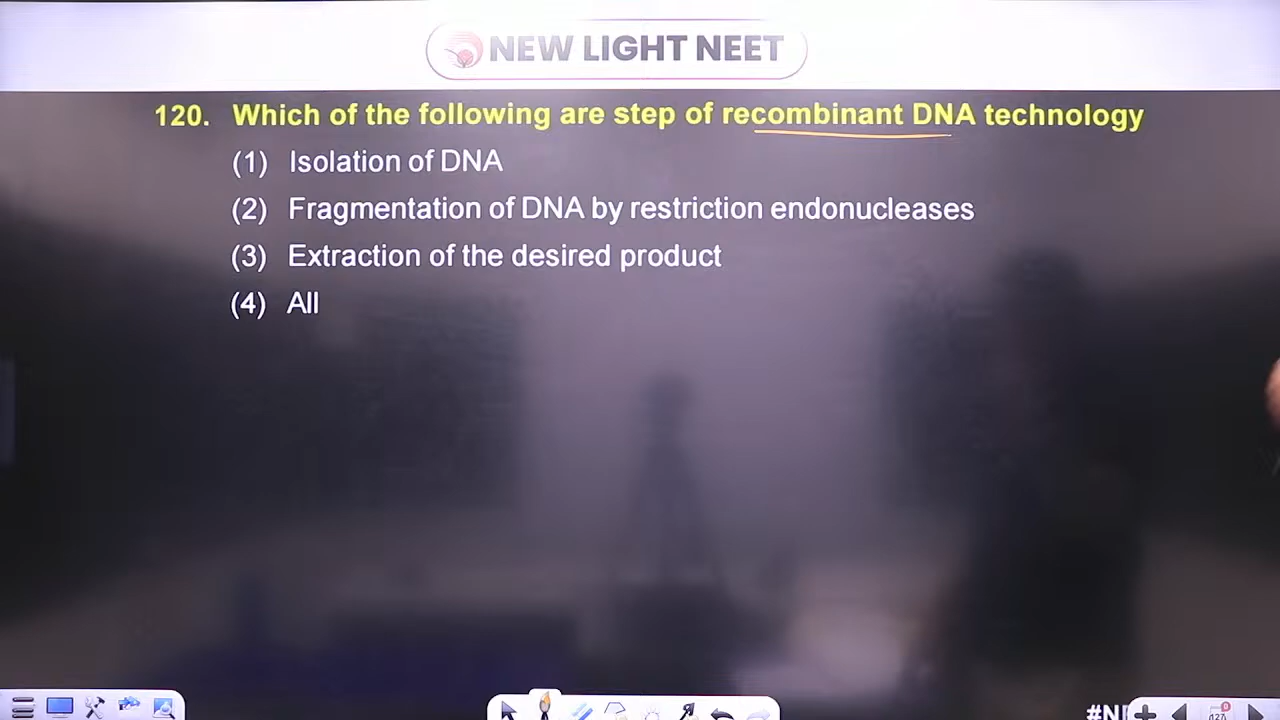 NEW LIGHT NEET
120. Which of the following are step of recombinant DNA technology
(1) Isolation of DNA
(2) Fragmentation of DNA by restriction endonucleases
(3) Extraction of the desired product
(4) All